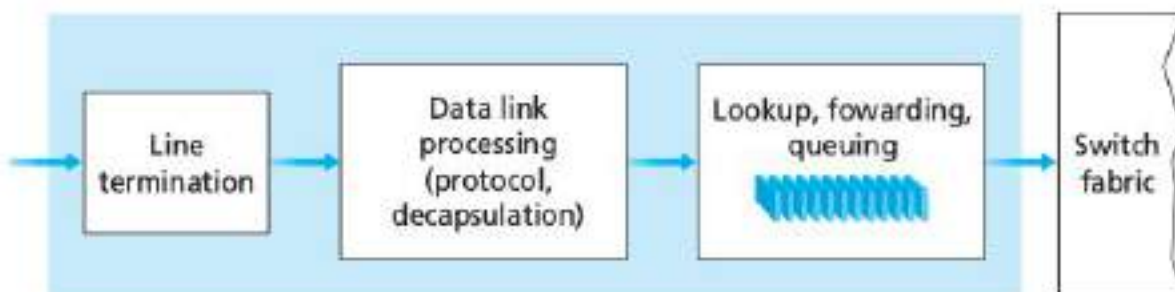 Line
termination
Data link
processing
(protocol,
decapsulation)
Lookup, fowarding,
queuing
Switch
fabric